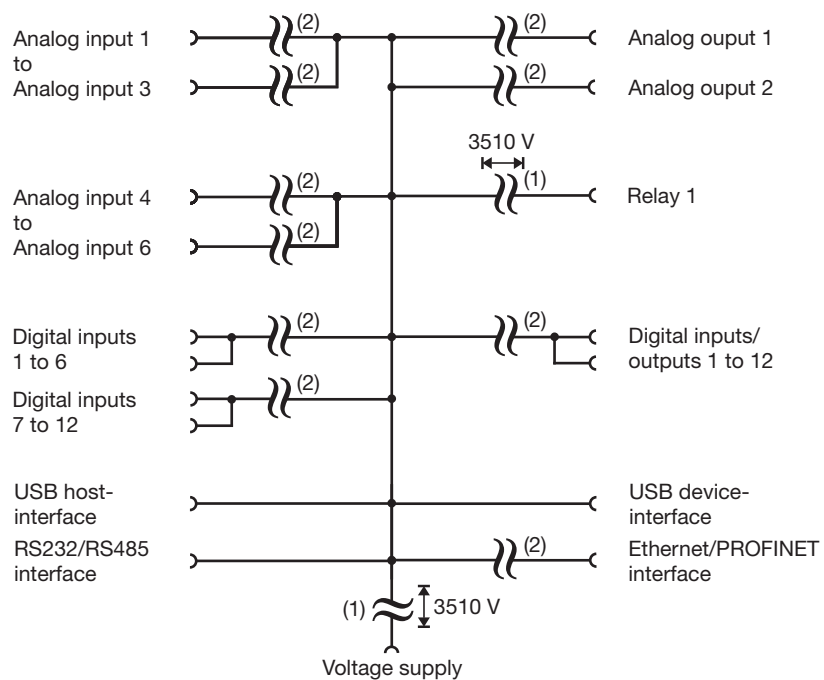 Analog input 1
to
Analog input 3
(2)
(2)
(2)
(2)
Analog ouput 1
Analog ouput 2
Analog input 4
to
Analog input 6
(2)
(2)
3510 V
(1)
Relay 1
Digital inputs
1 to 6
(2)
Digital inputs
7 to 12
(2)
(2)
Digital inputs/
outputs 1 to 12
USB host-
interface
USB device-
interface
RS232/RS485
interface
(2)
Ethernet/PROFINET
interface
(1)
3510 V
Voltage supply